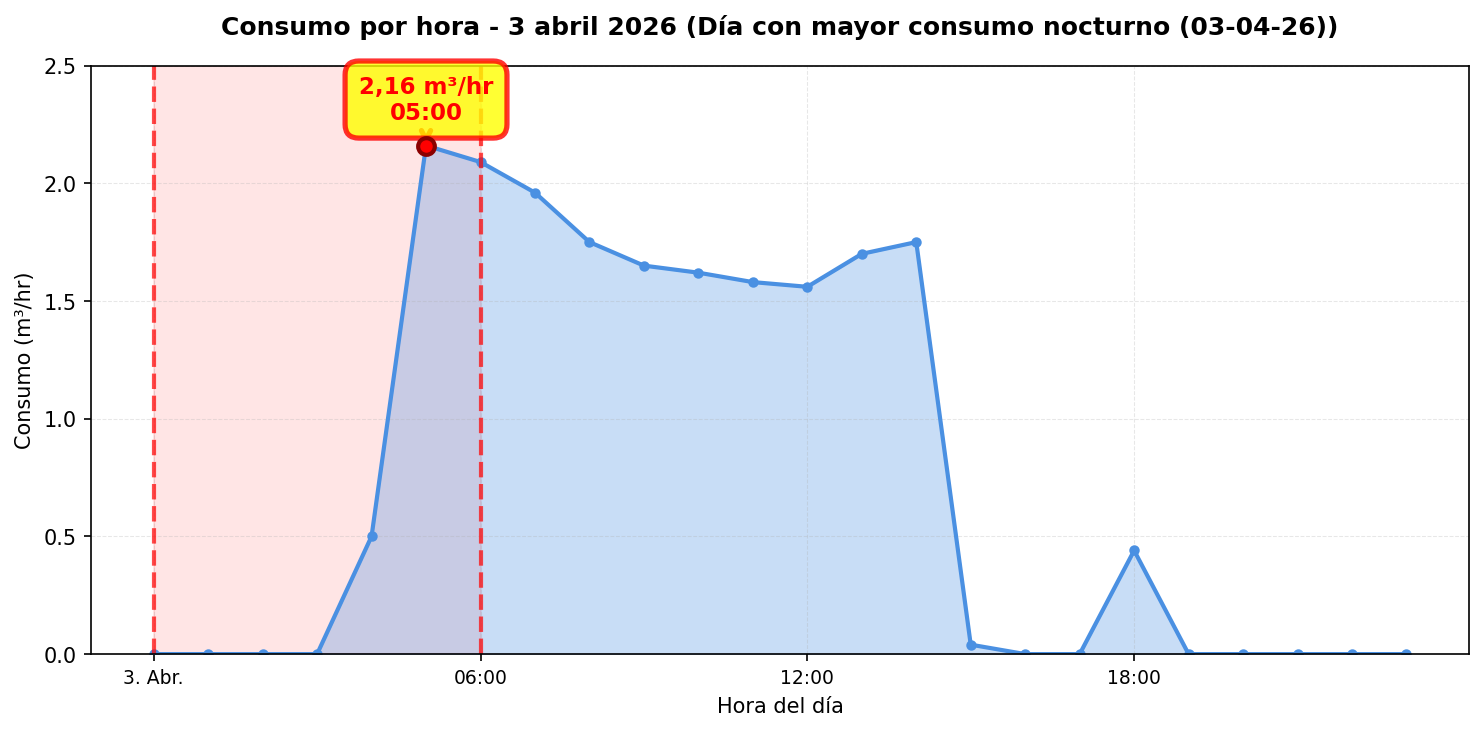 Consumo por hora - 3 abril 2026 (Día con mayor consumo nocturno (03-04-26))
2,16 m³/hr
05:00
2.5
2.0
1.5
1.0
0.5
0.0
Consumo (m³/hr)
3. Abr.
06:00
12:00
18:00
Hora del día